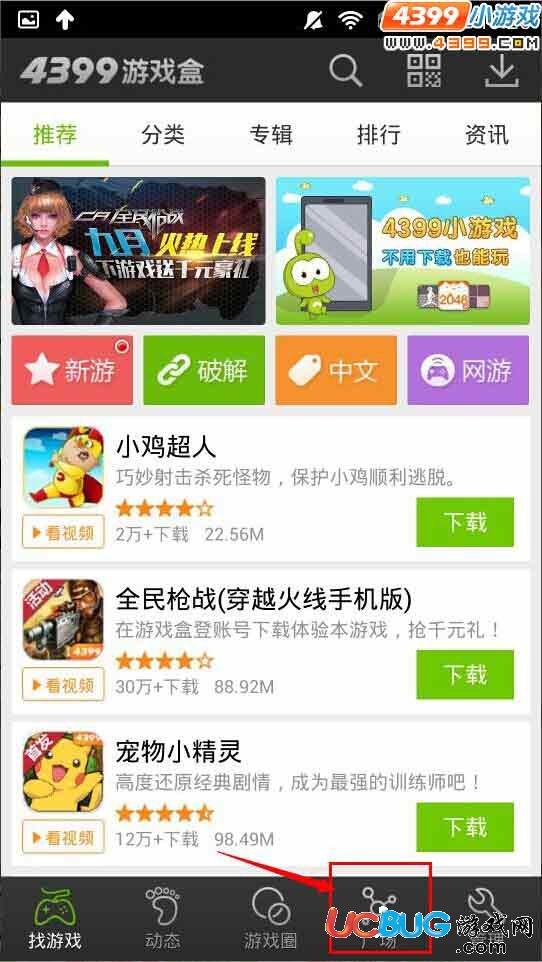 4399小游戏
www.4399.com
4399游戏盒
推荐 分类 专辑 排行 资讯
CF全民枪战
九月火热上线
下游戏送千元豪礼
4399小游戏
不用下载也能玩
2048
新游 破解 中文 网游
小鸡超人
巧妙射击杀死怪物，保护小鸡顺利逃脱。
看视频
2万+下载 22.56M
下载
活动
4399
全民枪战(穿越火线手机版)
在游戏盒登账号下载体验本游戏，抢千元礼！
看视频
30万+下载 88.92M
下载
首发
4399
宠物小精灵
高度还原经典剧情，成为最强的训练师吧！
看视频
12万+下载 98.49M
下载
找游戏 动态 游戏圈 广场
UCBUG游戏网
.com